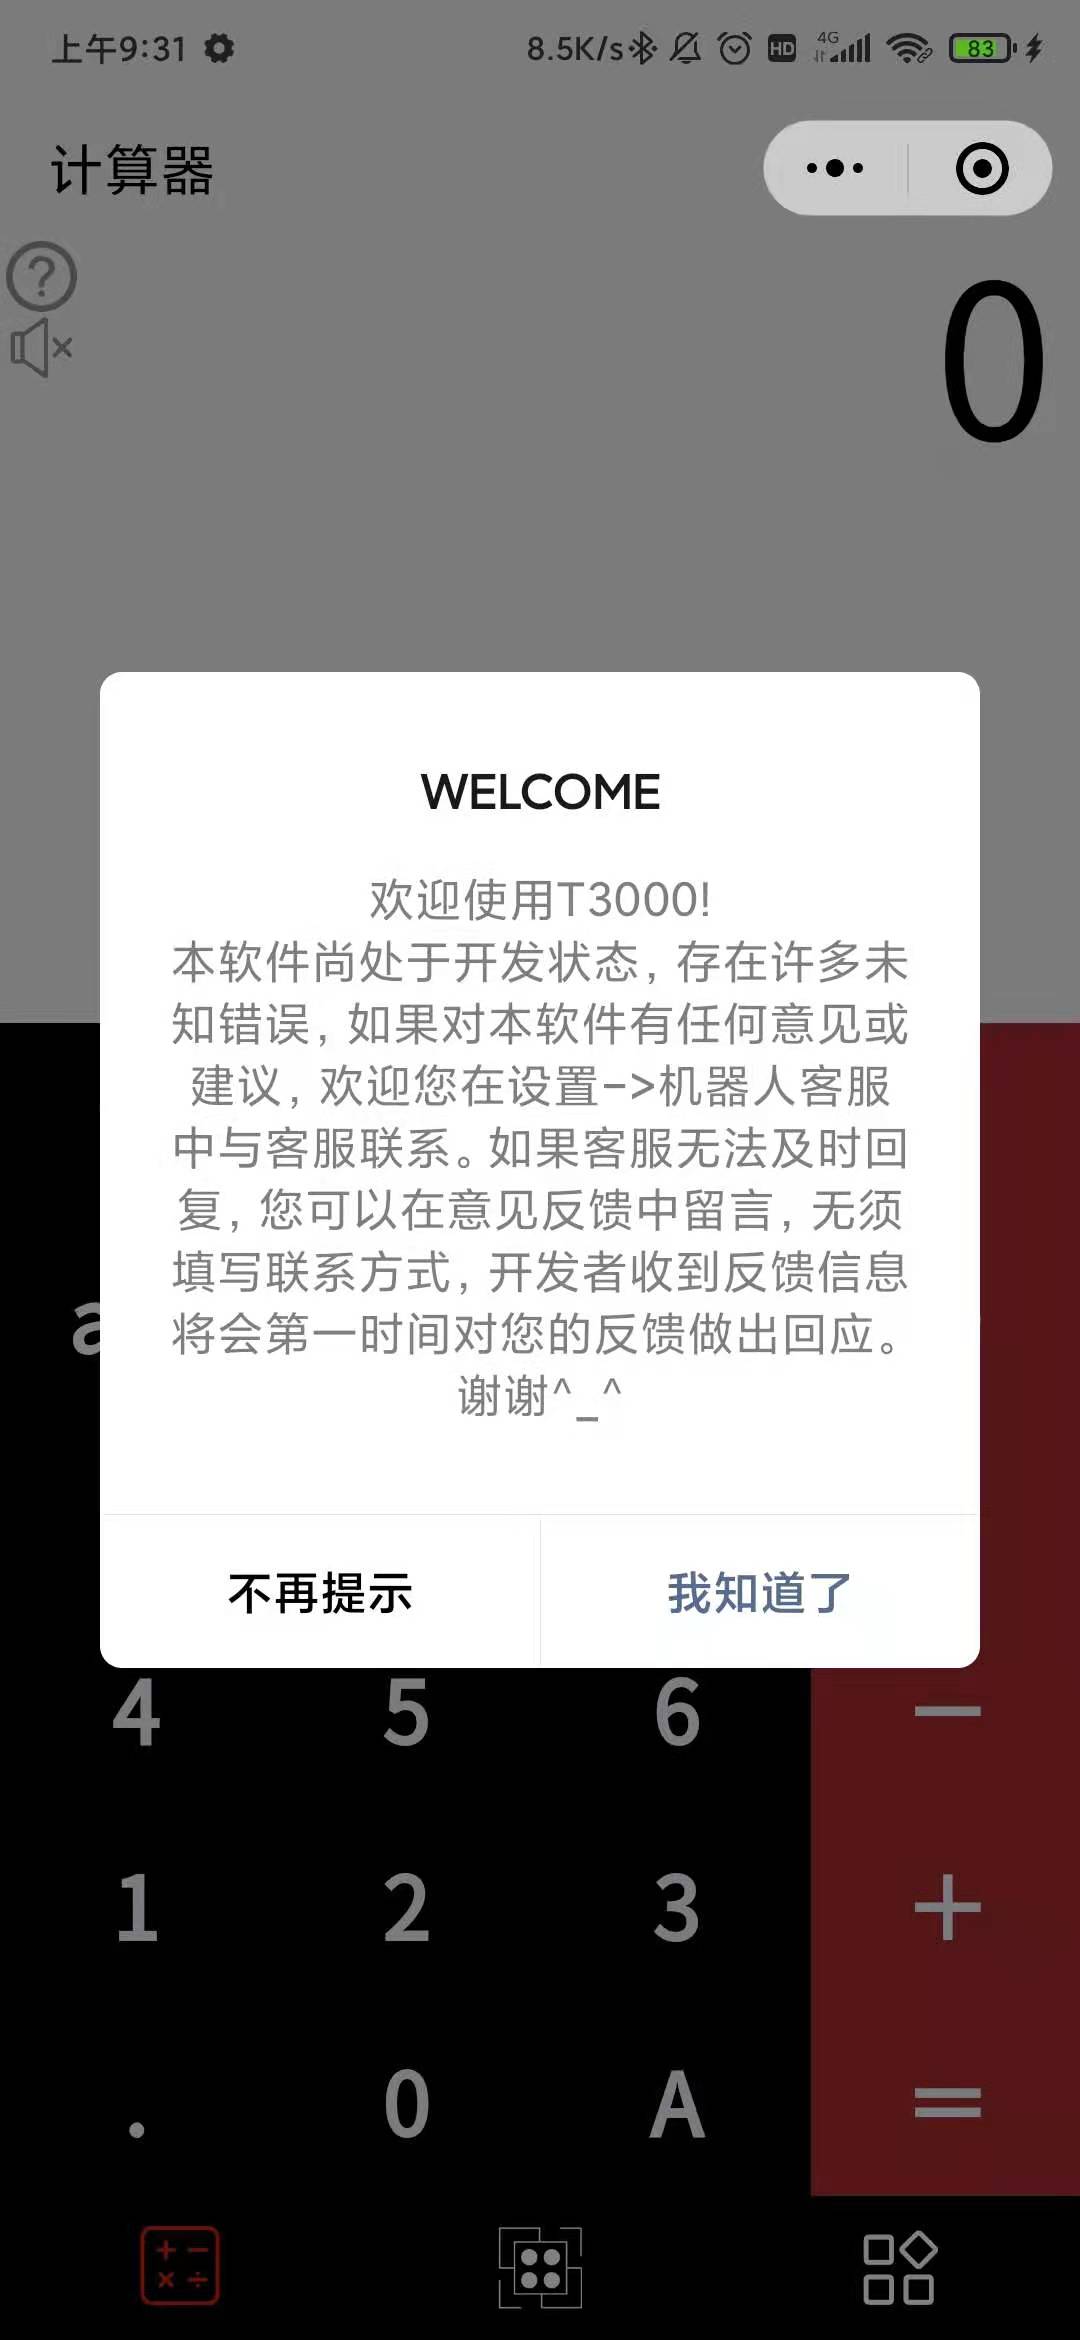 上午9:31
8.5K/s
HD
4G
83
计算器
0
WELCOME
欢迎使用T3000!
本软件尚处于开发状态, 存在许多未
知错误, 如果对本软件有任何意见或
建议, 欢迎您在设置->机器人客服
中与客服联系。如果客服无法及时回
复, 您可以在意见反馈中留言, 无须
填写联系方式, 开发者收到反馈信息
将会第一时间对您的反馈做出回应。
谢谢^_^
不再提示
我知道了
4 5 6 −
1 2 3 +
. 0 A =